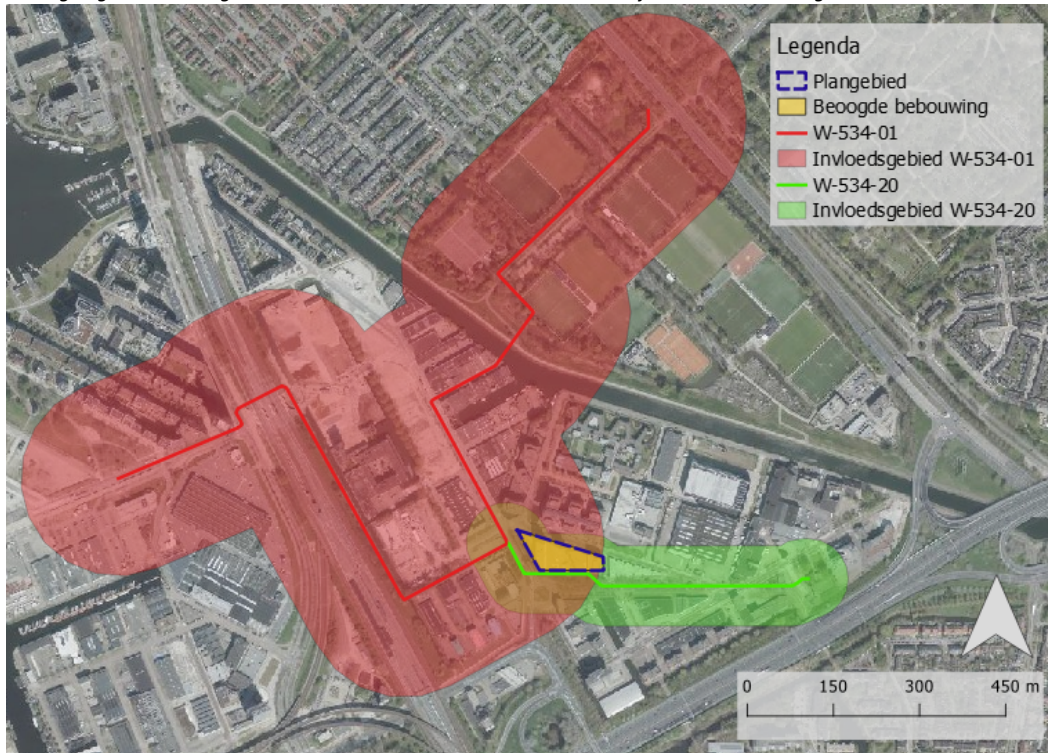 Legenda
Plangebied
Beoogde bebouwing
W-534-01
Invloedsgebied W-534-01
W-534-20
Invloedsgebied W-534-20
0 150 300 450 m